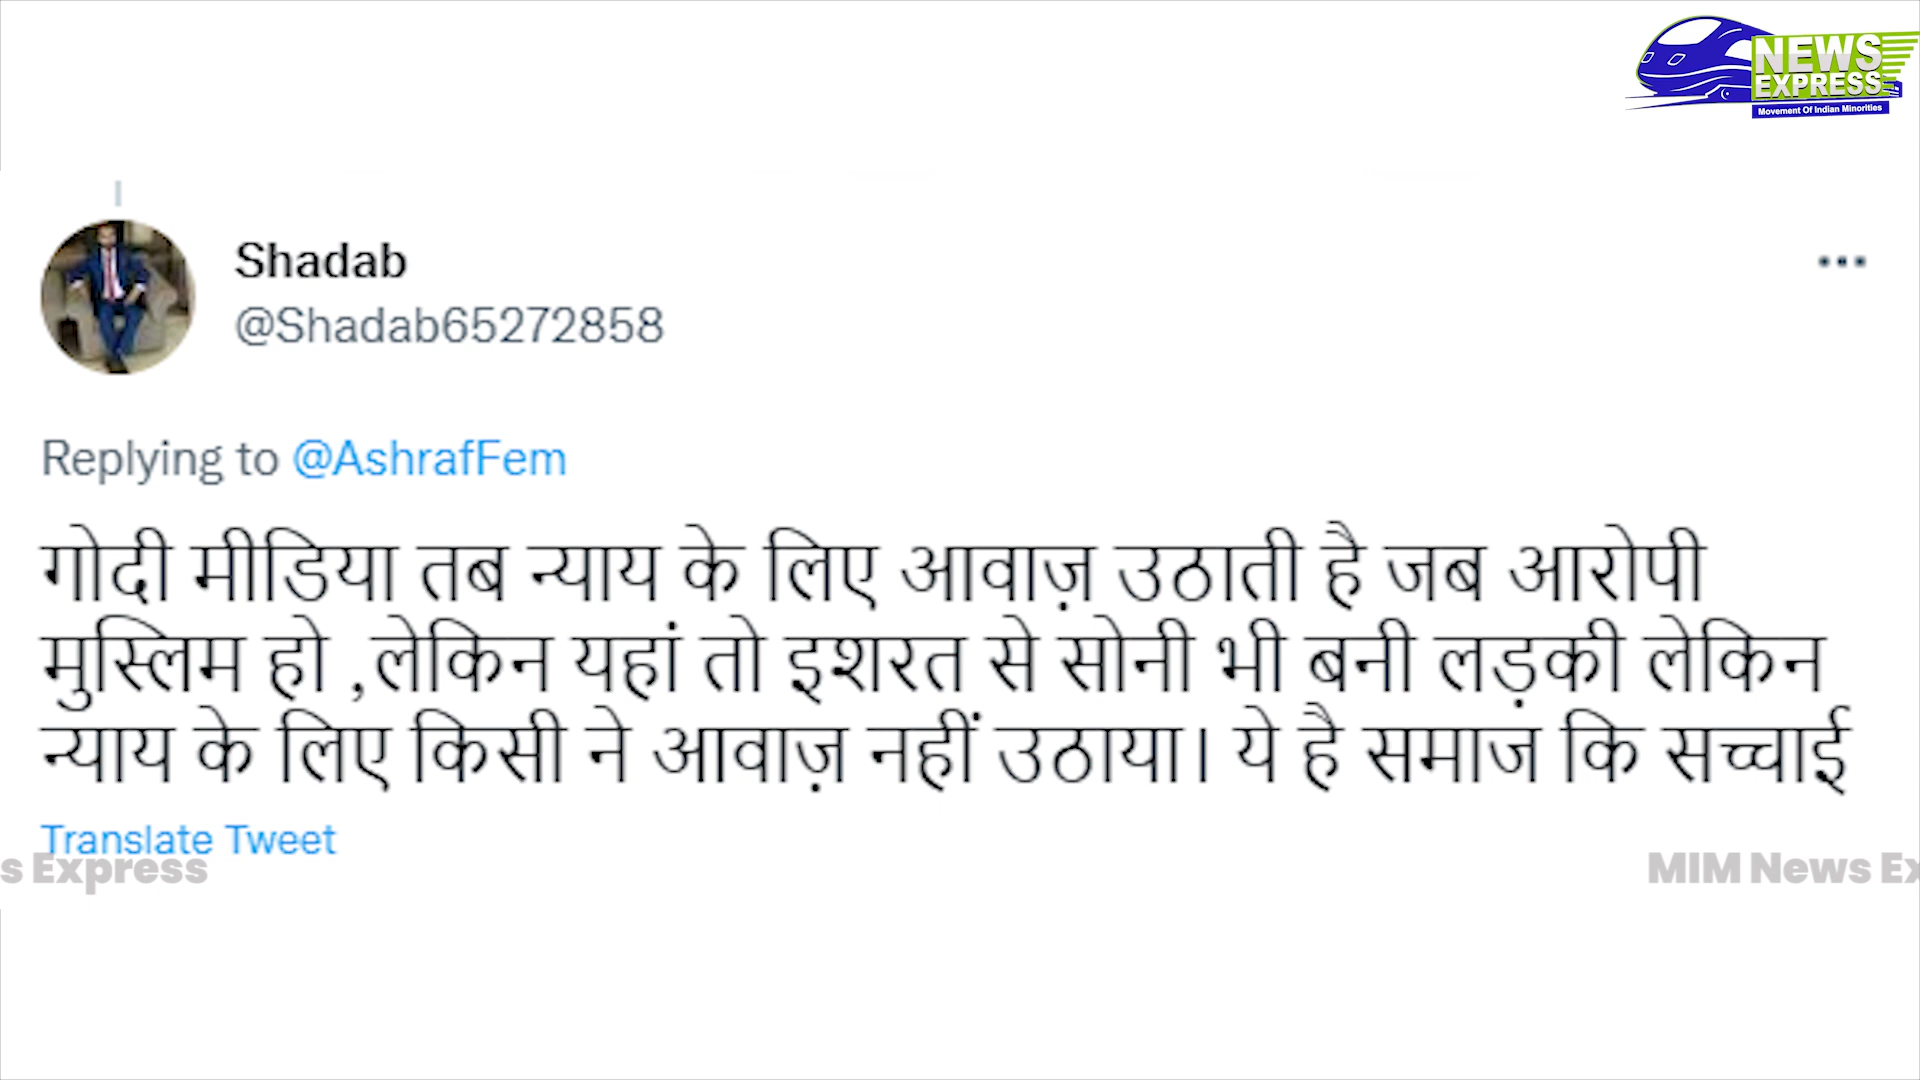 NEWS
EXPRESS
Movement Of Indian Minorities
Shadab
@Shadab65272858
Replying to @AshrafFem
गोदी मीडिया तब न्याय के लिए आवाज़ उठाती है जब आरोपी
मुस्लिम हो ,लेकिन यहां तो इशरत से सोनी भी बनी लड़की लेकिन
न्याय के लिए किसी ने आवाज़ नहीं उठाया। ये है समाज कि सच्चाई
Translate Tweet
s Express
MIM News Ex